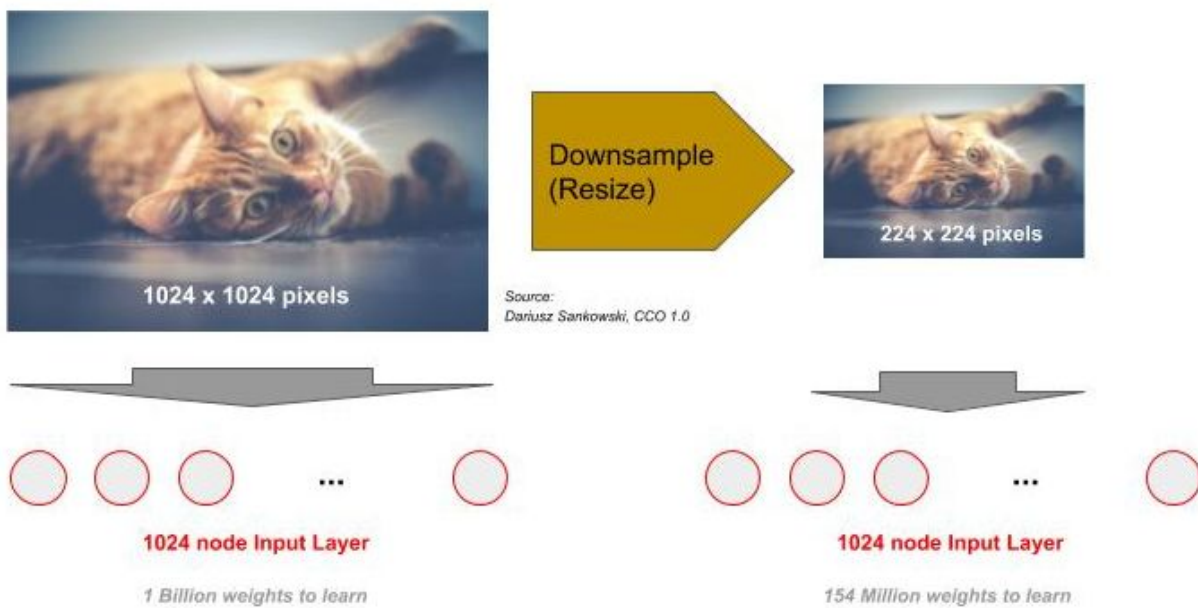 Downsample
(Resize)
1024 x 1024 pixels
224 x 224 pixels
Source:
Dariusz Sankowski, CCO 1.0
...
...
1024 node Input Layer
1024 node Input Layer
1 Billion weights to learn
154 Million weights to learn